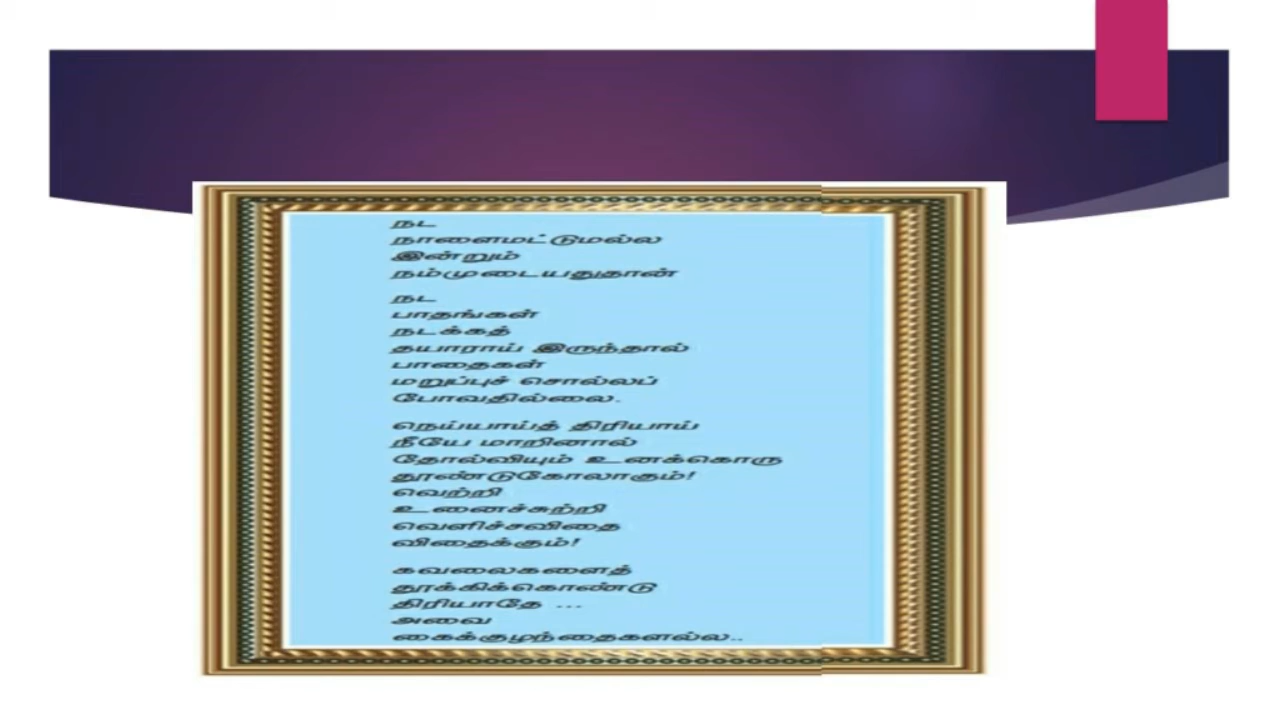 நட
நாளைமட்டுமல்ல
இன்றும்
நம்முடையதுதான்
நட
பாதங்கள்
நடக்கத்
தயாராய் இருந்தால்
பாதைகள்
மறுப்புச் சொல்லப்
போவதில்லை.
நெய்யாய்த் திரியாய்
நீயே மாறினால்
தோல்வியும் உனக்கொரு
தூண்டுகோலாகும்!
வெற்றி
உனைச்சுற்றி
வெளிச்சவிதை
விதைக்கும்!
கவலைகளைத்
தூக்கிக்கொண்டு
திரியாதே ...
அவை
கைக்குழந்தைகளல்ல..